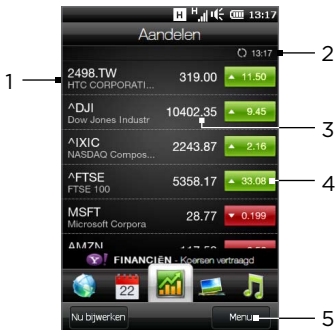 H H 13:17
Aandelen
13:17
2
1
2498.TW 319.00 11.50
HTC CORPORATI...
^DJI 10402.35 9.45
Dow Jones Industr
3
^IXIC 2243.87 2.16
NASDAQ Compos...
^FTSE 5358.17 33.08
FTSE 100
4
MSFT 28.77 0.199
Microsoft Corpora
AMZN
Y! FINANCIËN - Koersen vertraagd
22
Nu bijwerken Menu
5